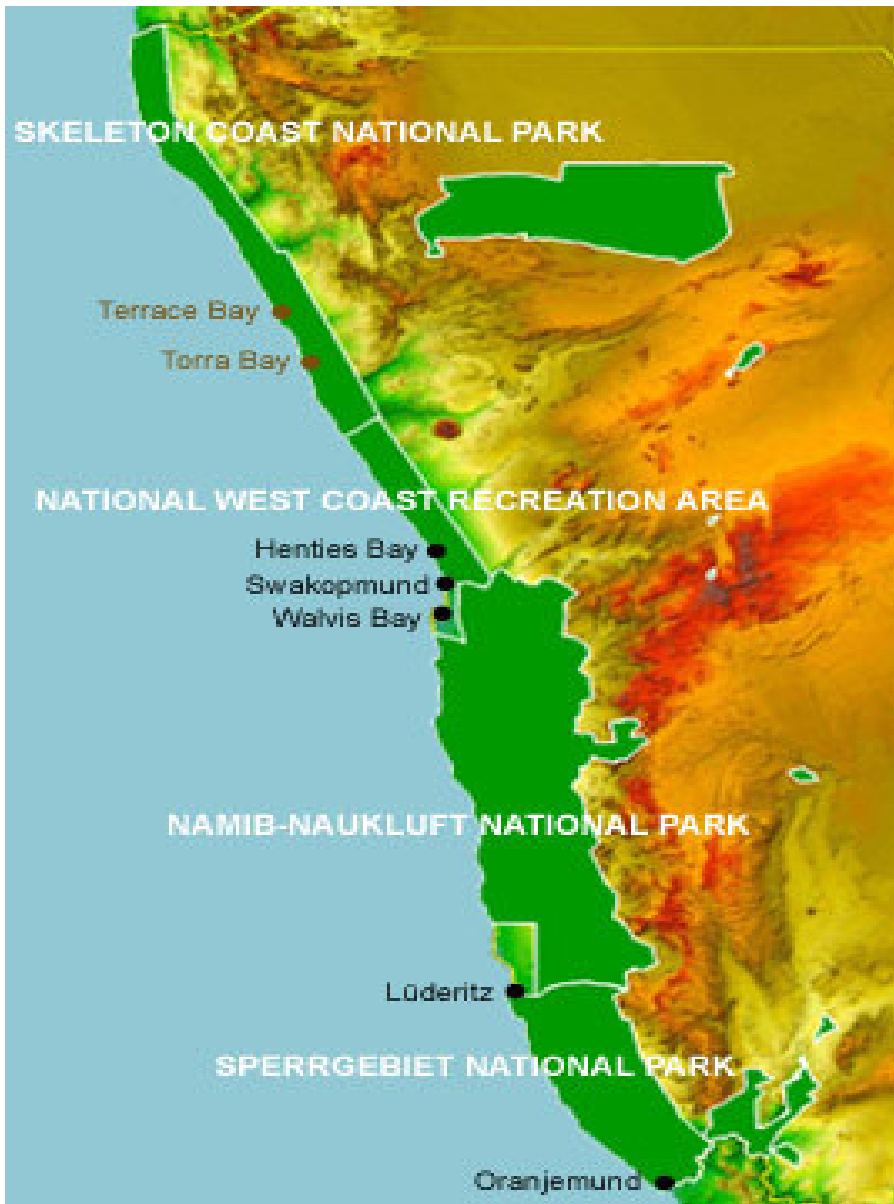 SKELETON COAST NATIONAL PARK
Terrace Bay
Torra Bay
NATIONAL WEST COAST RECREATION AREA
Henties Bay
Swakopmund
Walvis Bay
NAMIB-NAUKLUFT NATIONAL PARK
Lüderitz
SPERRGEBIET NATIONAL PARK
Oranjemund